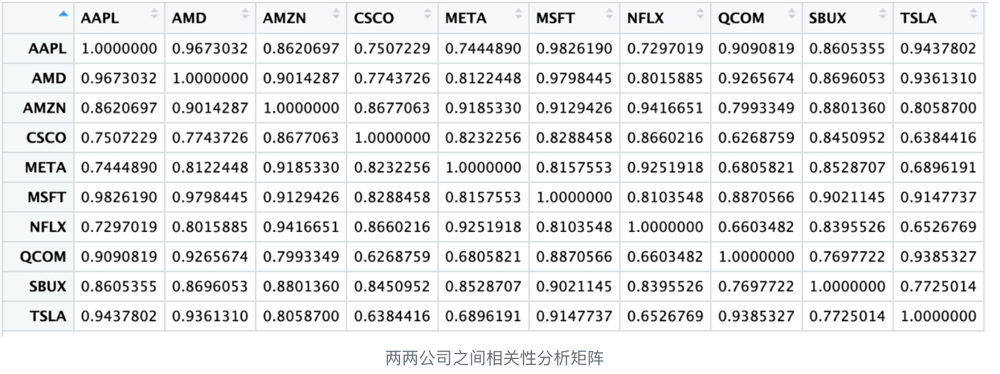 AAPL AMD AMZN CSCO META MSFT NFLX QCOM SBUX TSLA
AAPL 1.0000000 0.9673032 0.8620697 0.7507229 0.7444890 0.9826190 0.7297019 0.9090819 0.8605355 0.9437802
AMD 0.9673032 1.0000000 0.9014287 0.7743726 0.8122448 0.9798445 0.8015885 0.9265674 0.8696053 0.9361310
AMZN 0.8620697 0.9014287 1.0000000 0.8677063 0.9185330 0.9129426 0.9416651 0.7993349 0.8801360 0.8058700
CSCO 0.7507229 0.7743726 0.8677063 1.0000000 0.8232256 0.8288458 0.8660216 0.6268759 0.8450952 0.6384416
META 0.7444890 0.8122448 0.9185330 0.8232256 1.0000000 0.8157553 0.9251918 0.6805821 0.8528707 0.6896191
MSFT 0.9826190 0.9798445 0.9129426 0.8288458 0.8157553 1.0000000 0.8103548 0.8870566 0.9021145 0.9147737
NFLX 0.7297019 0.8015885 0.9416651 0.8660216 0.9251918 0.8103548 1.0000000 0.6603482 0.8395526 0.6526769
QCOM 0.9090819 0.9265674 0.7993349 0.6268759 0.6805821 0.8870566 0.6603482 1.0000000 0.7697722 0.9385327
SBUX 0.8605355 0.8696053 0.8801360 0.8450952 0.8528707 0.9021145 0.8395526 0.7697722 1.0000000 0.7725014
TSLA 0.9437802 0.9361310 0.8058700 0.6384416 0.6896191 0.9147737 0.6526769 0.9385327 0.7725014 1.0000000
两两公司之间相关性分析矩阵